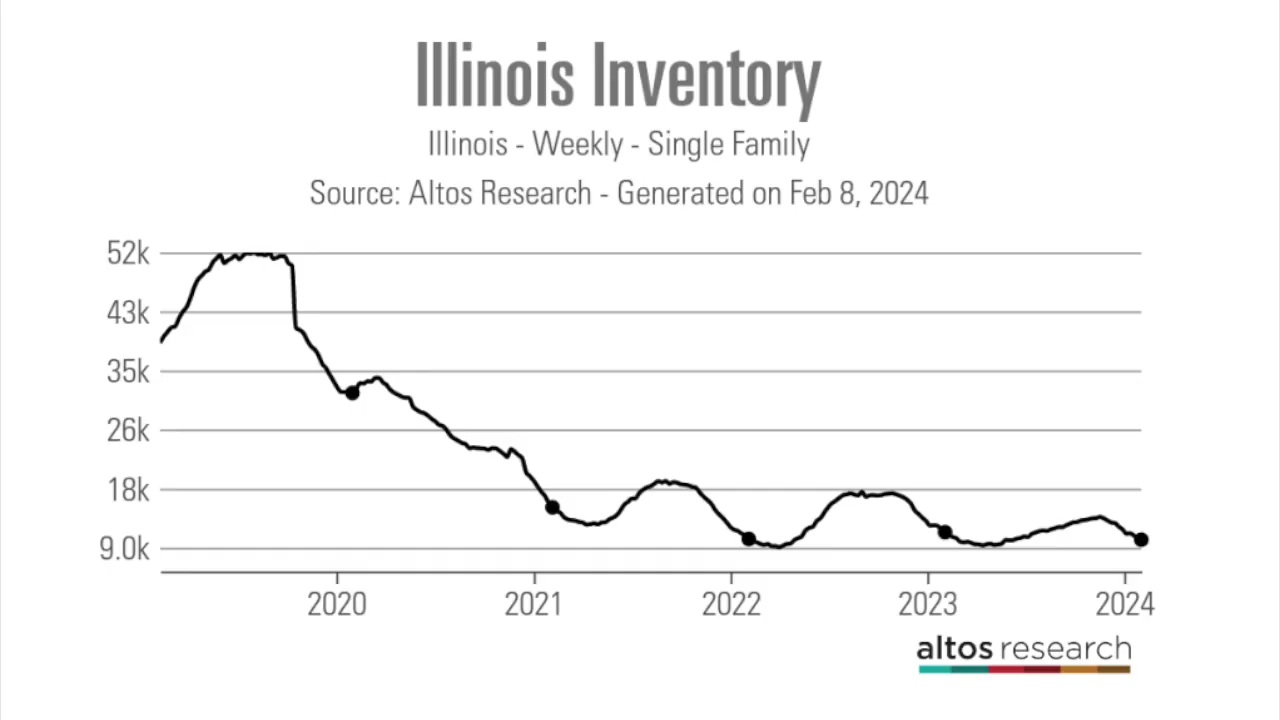 Illinois Inventory
Illinois - Weekly - Single Family
Source: Altos Research - Generated on Feb 8, 2024
52k
43k
35k
26k
18k
9.0k
2020 2021 2022 2023 2024
altos research